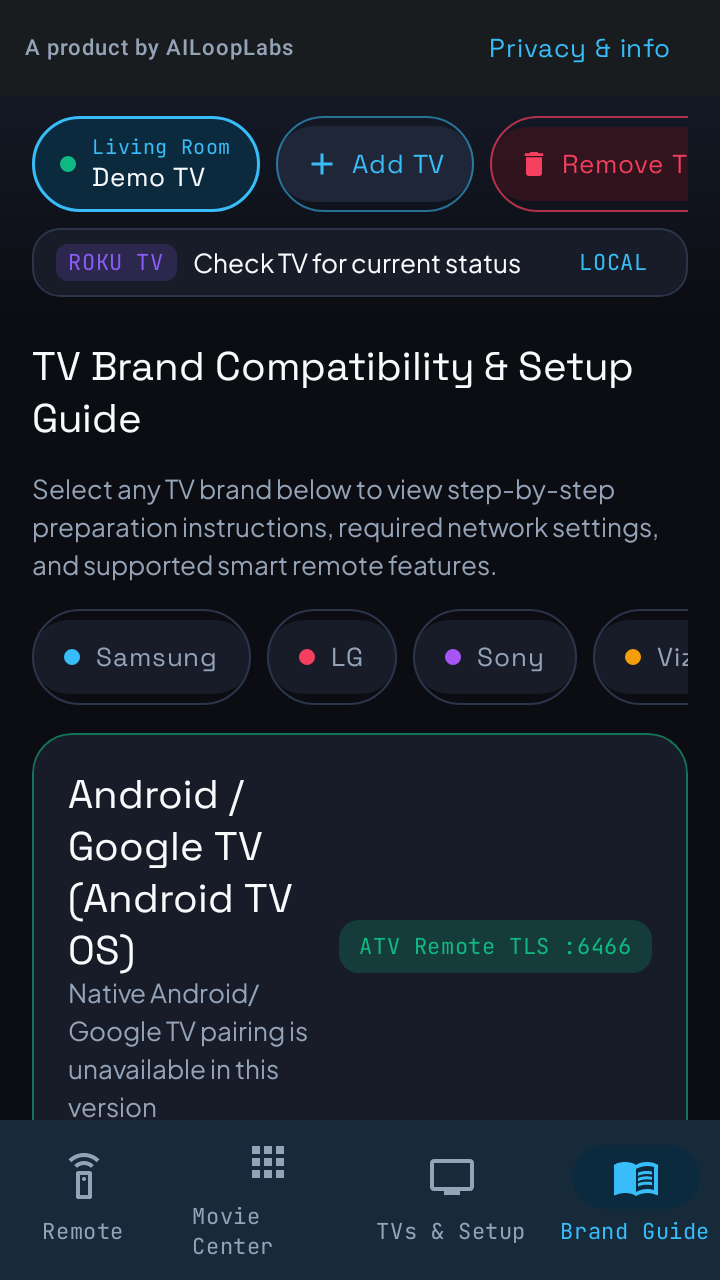 A product by AILoopLabs
Privacy & info
Living Room
Demo TV
Add TV
Remove T
ROKU TV
Check TV for current status
LOCAL
TV Brand Compatibility & Setup
Guide
Select any TV brand below to view step-by-step
preparation instructions, required network settings,
and supported smart remote features.
Samsung
LG
Sony
Viz
Android /
Google TV
(Android TV
OS)
ATV Remote TLS :6466
Native Android/
Google TV pairing is
unavailable in this
version
Remote
Movie
Center
TVs & Setup
Brand Guide